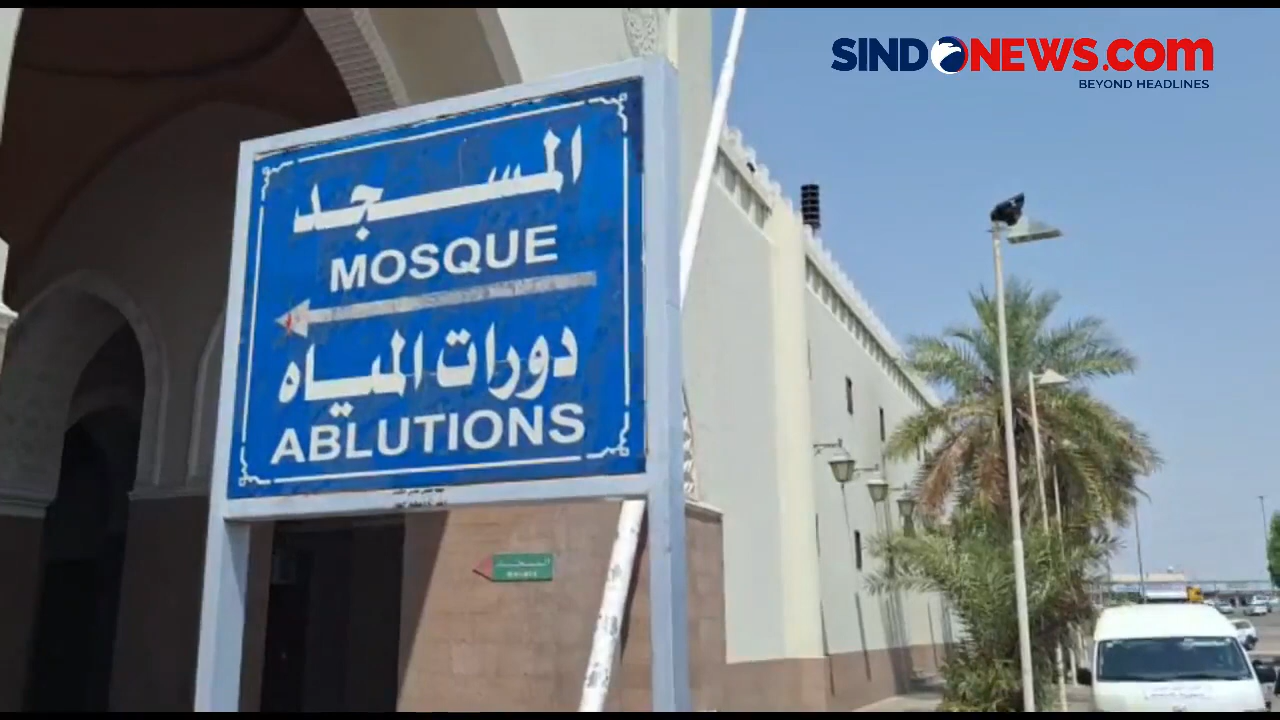 SINDONEWS.com
BEYOND HEADLINES
المسجد
MOSQUE
دورات المياه
ABLUTIONS